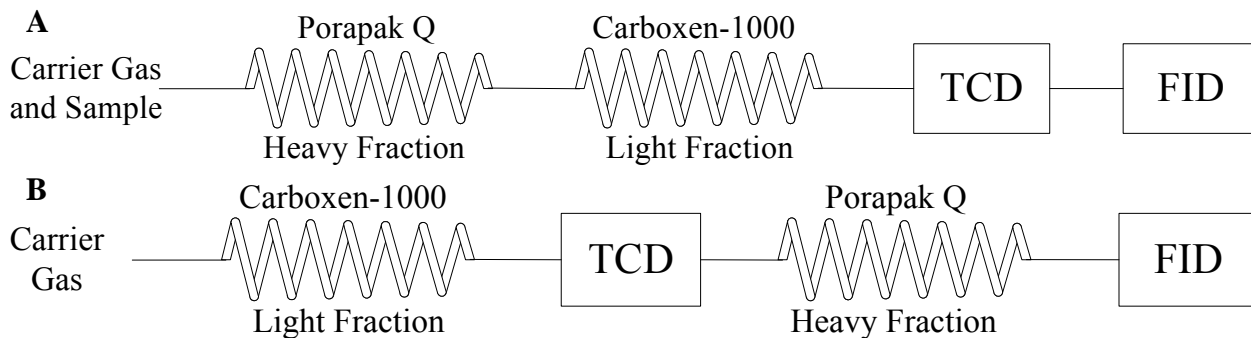 A
Porapak Q
Carboxen-1000
Carrier Gas
and Sample
TCD
FID
Heavy Fraction
Light Fraction
B
Carboxen-1000
Porapak Q
Carrier
Gas
TCD
FID
Light Fraction
Heavy Fraction